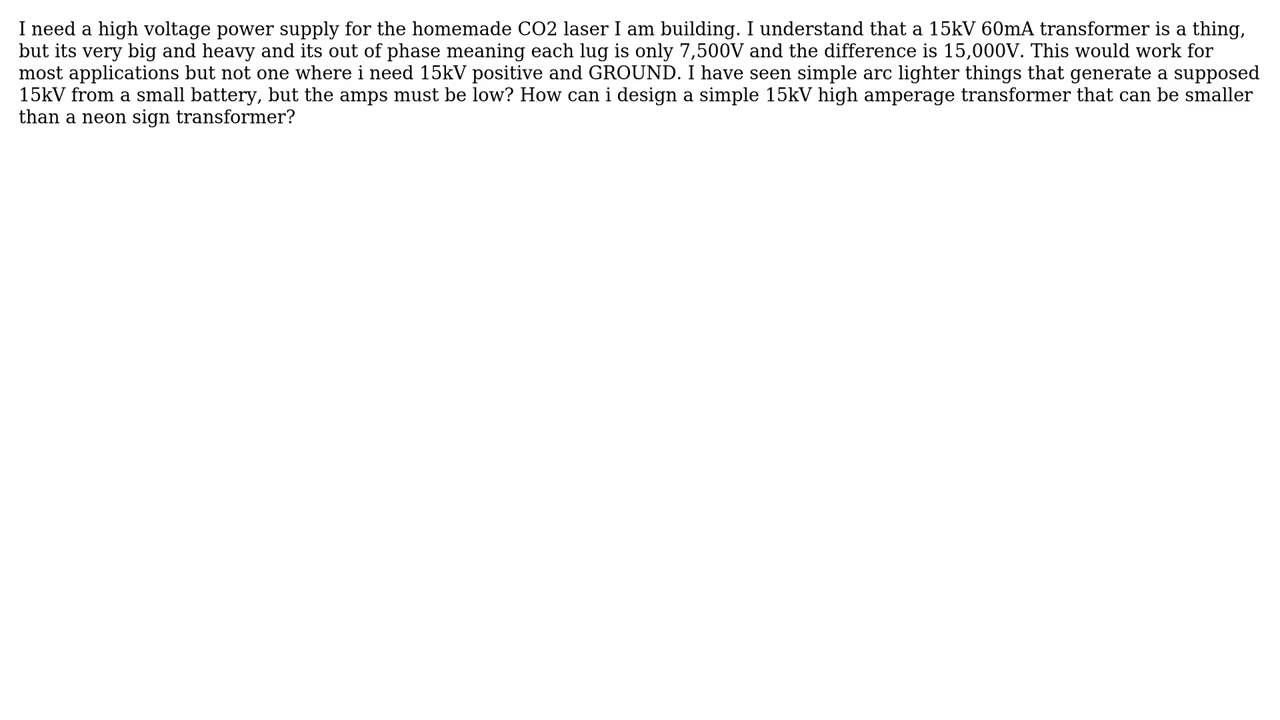 I need a high voltage power supply for the homemade CO2 laser I am building. I understand that a 15kV 60mA transformer is a thing,
but its very big and heavy and its out of phase meaning each lug is only 7,500V and the difference is 15,000V. This would work for
most applications but not one where i need 15kV positive and GROUND. I have seen simple arc lighter things that generate a supposed
15kV from a small battery, but the amps must be low? How can i design a simple 15kV high amperage transformer that can be smaller
than a neon sign transformer?